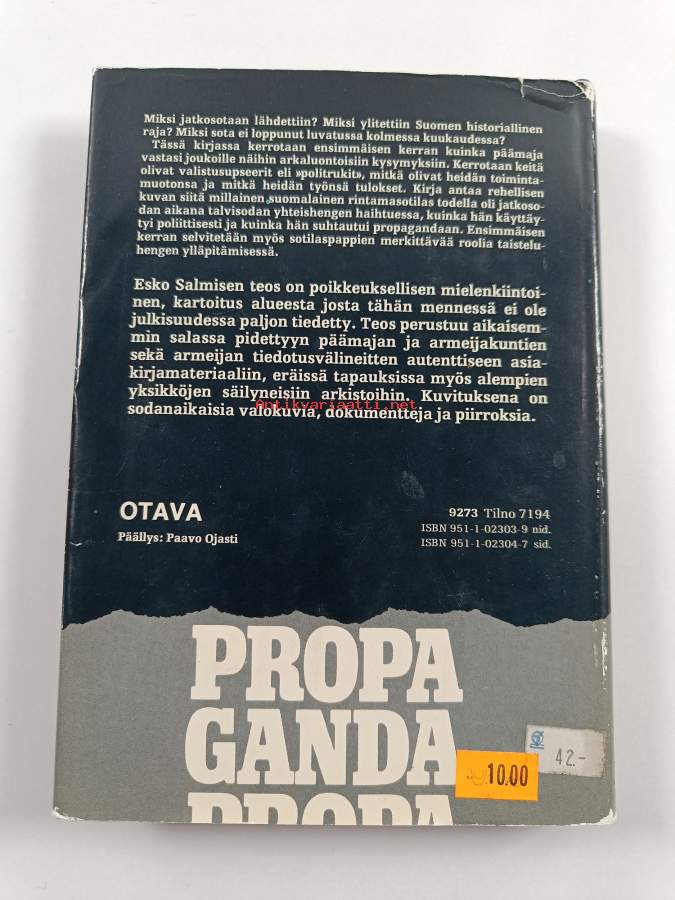 Miksi jatkosotaan lähdettiin? Miksi ylitettiin Suomen historiallinen
raja? Miksi sota ei loppunut luvatussa kolmessa kuukaudessa?
Tässä kirjassa kerrotaan ensimmäisen kerran kuinka päämaja
vastasi joukoille näihin arkaluontoisiin kysymyksiin. Kerrotaan keitä
olivat valistusupseerit eli »politrukit», mitkä olivat heidän toiminta-
muotonsa ja mitkä heidän työnsä tulokset. Kirja antaa rehellisen
kuvan siitä millainen suomalainen rintamasotilas todella oli jatkoso-
dan aikana talvisodan yhteishengen haihtuessa, kuinka hän käyttäy-
tyi poliittisesti ja kuinka hän suhtautui propagandaan. Ensimmäisen
kerran selvitetään myös sotilaspappien merkittävää roolia taistelu-
hengen ylläpitämisessä.
Esko Salmisen teos on poikkeuksellisen mielenkiintoi-
nen, kartoitus alueesta josta tähän mennessä ei ole
julkisuudessa paljon tiedetty. Teos perustuu aikaisem-
min salassa pidettyyn päämajan ja armeijakuntien
sekä armeijan tiedotusvälineitten autenttiseen asia-
kirjamateriaaliin, eräissä tapauksissa myös alempien
yksikköjen säilyneisiin arkistoihin. Kuvituksena on
sodanaikaisia valokuvia, dokumentteja ja piirroksia.
Antikvariaatti.net
OTAVA
Päällys: Paavo Ojasti
9273 Tilno 7194
ISBN 951-1-02303-9 nid.
ISBN 951-1-02304-7 sid.
PROPA
GANDA
PROPA
42.-
10.00